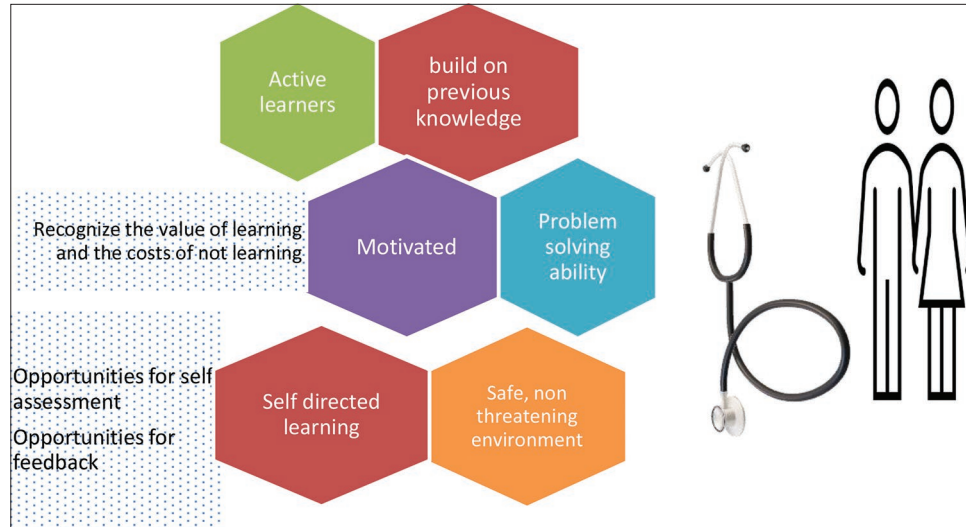 Active
learners
build on
previous
knowledge
Recognize the value of learning
and the costs of not learning
Motivated
Problem
solving
ability
Opportunities for self
assessment
Opportunities for
feedback
Self directed
learning
Safe, non
threatening
environment